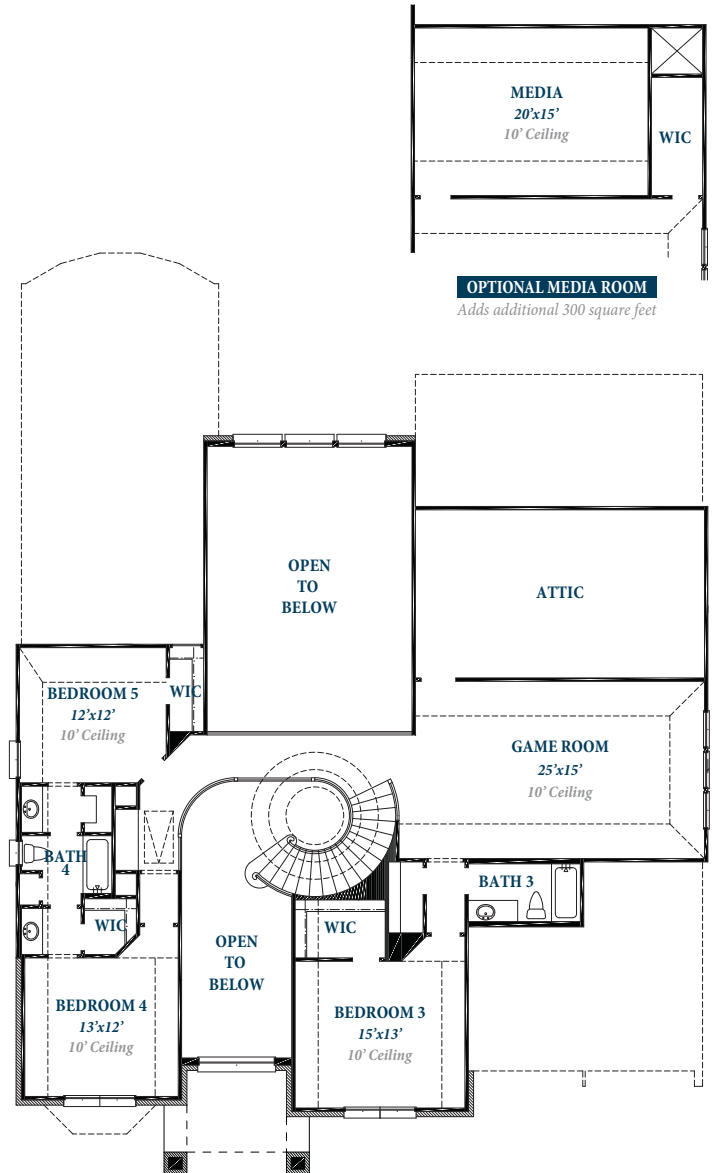 MEDIA
20’x15’
10’ Ceiling
WIC
OPTIONAL MEDIA ROOM
Adds additional 300 square feet
OPEN
TO
BELOW
ATTIC
BEDROOM 5
12’x12’
10’ Ceiling
WIC
GAME ROOM
25’x15’
10’ Ceiling
BATH
4
BATH 3
WIC
WIC
OPEN
TO
BELOW
BEDROOM 4
13’x12’
10’ Ceiling
BEDROOM 3
15’x13’
10’ Ceiling